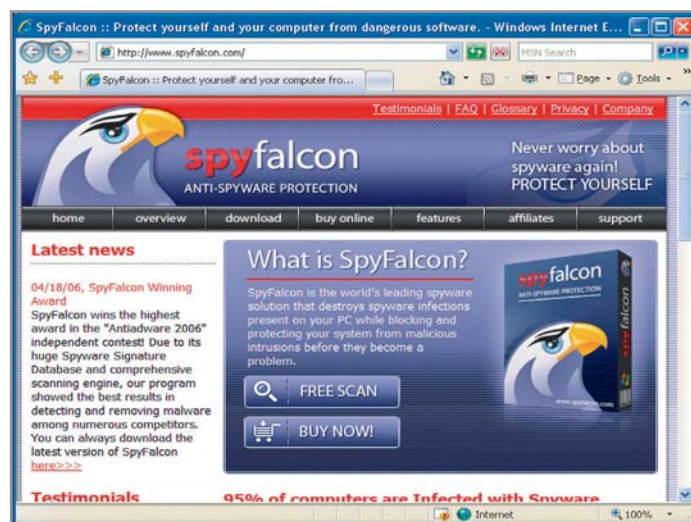 SpyFalcon :: Protect yourself and your computer from dangerous software. - Windows Internet E...
http://www.spyfalcon.com/
MSN Search
SpyFalcon :: Protect yourself and your computer fro...
Page
Tools
Testimonials | FAQ | Glossary | Privacy | Company
spyfalcon
ANTI-SPYWARE PROTECTION
Never worry about
spyware again!
PROTECT YOURSELF
home overview download buy online features affiliates support
Latest news
04/18/06, SpyFalcon Winning
Award
SpyFalcon wins the highest
award in the "Antiadware 2006"
independent contest! Due to its
huge Spyware Signature
Database and comprehensive
scanning engine, our program
showed the best results in
detecting and removing malware
among numerous competitors.
You can always download the
latest version of SpyFalcon
here>>>
Testimonials
What is SpyFalcon?
SpyFalcon is the world's leading spyware
solution that destroys spyware infections
present on your PC while blocking and
protecting your system from malicious
intrusions before they become a
problem.
FREE SCAN
BUY NOW!
spyfalcon
ANTI-SPYWARE PROTECTION
spyfalcon
www.spyfalcon.com
95% of computers are Infected with Spyware
Internet
100%